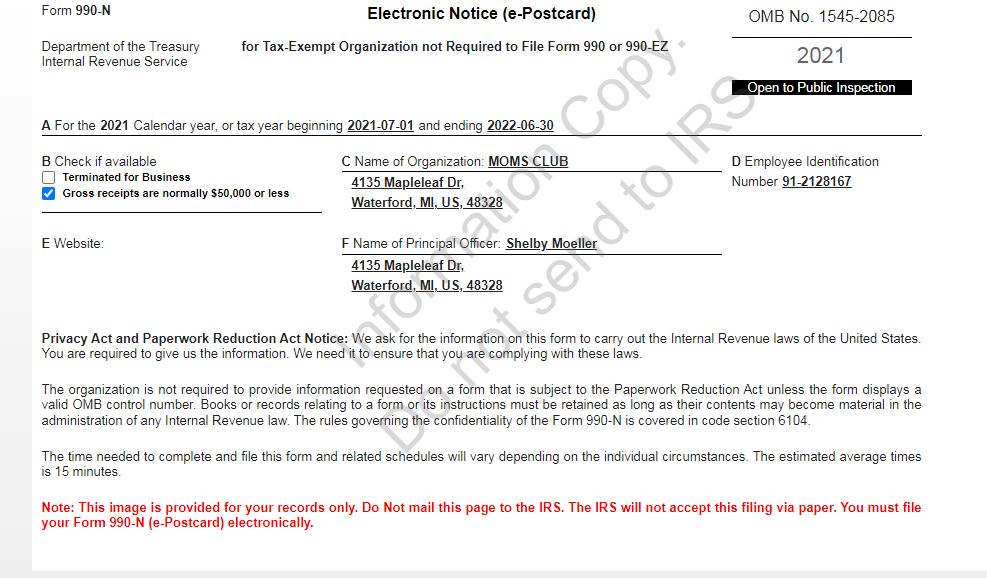 Form 990-N
Electronic Notice (e-Postcard)
OMB No. 1545-2085
Department of the Treasury
Internal Revenue Service
for Tax-Exempt Organization not Required to File Form 990 or 990-EZ
2021
Open to Public Inspection
A For the 2021 Calendar year, or tax year beginning 2021-07-01 and ending 2022-06-30
B Check if available
Terminated for Business
Gross receipts are normally $50,000 or less
C Name of Organization: MOMS CLUB
4135 Mapleleaf Dr,
Waterford, MI, US, 48328
D Employee Identification
Number 91-2128167
E Website:
F Name of Principal Officer: Shelby Moeller
4135 Mapleleaf Dr,
Waterford, MI, US, 48328
Privacy Act and Paperwork Reduction Act Notice: We ask for the information on this form to carry out the Internal Revenue laws of the United States.
You are required to give us the information. We need it to ensure that you are complying with these laws.
The organization is not required to provide information requested on a form that is subject to the Paperwork Reduction Act unless the form displays a
valid OMB control number. Books or records relating to a form or its instructions must be retained as long as their contents may become material in the
administration of any Internal Revenue law. The rules governing the confidentiality of the Form 990-N is covered in code section 6104.
The time needed to complete and file this form and related schedules will vary depending on the individual circumstances. The estimated average times
is 15 minutes.
Note: This image is provided for your records only. Do Not mail this page to the IRS. The IRS will not accept this filing via paper. You must file
your Form 990-N (e-Postcard) electronically.
Information Copy.
Do not send to IRS